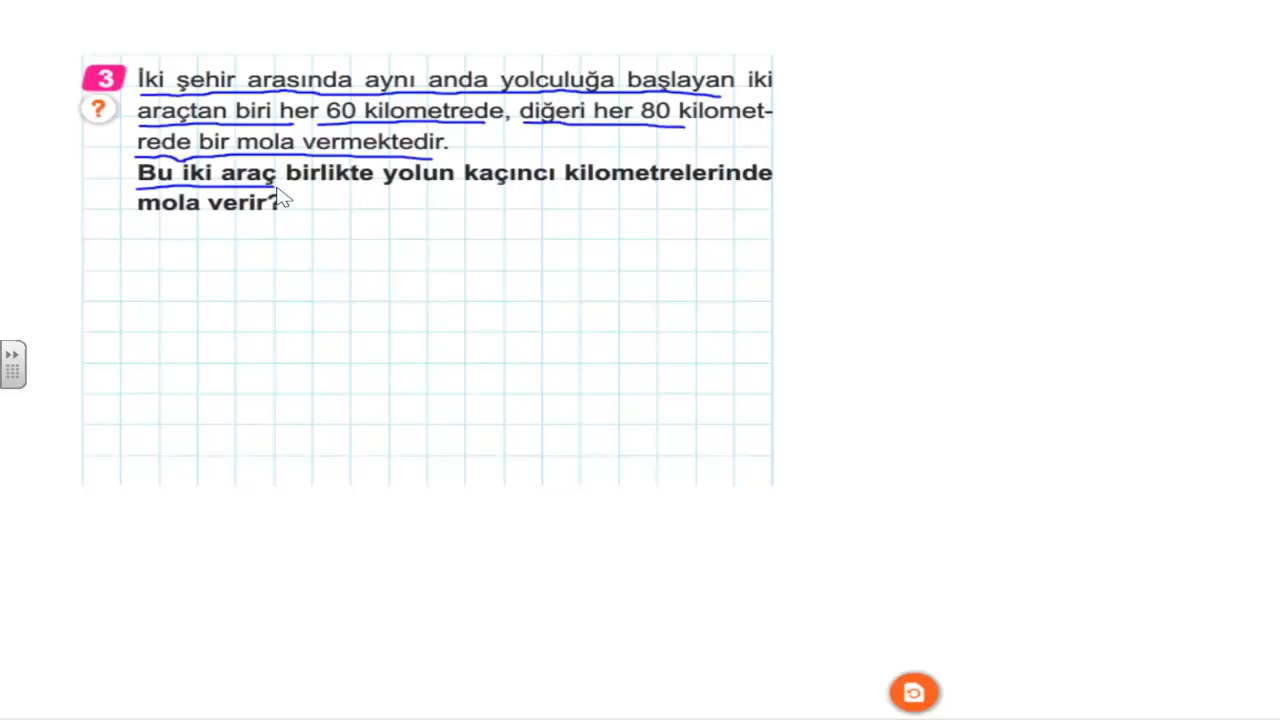 3 İki şehir arasında aynı anda yolculuğa başlayan iki
? araçtan biri her 60 kilometrede, diğeri her 80 kilomet-
rede bir mola vermektedir.
Bu iki araç birlikte yolun kaçıncı kilometrelerinde
mola verir?